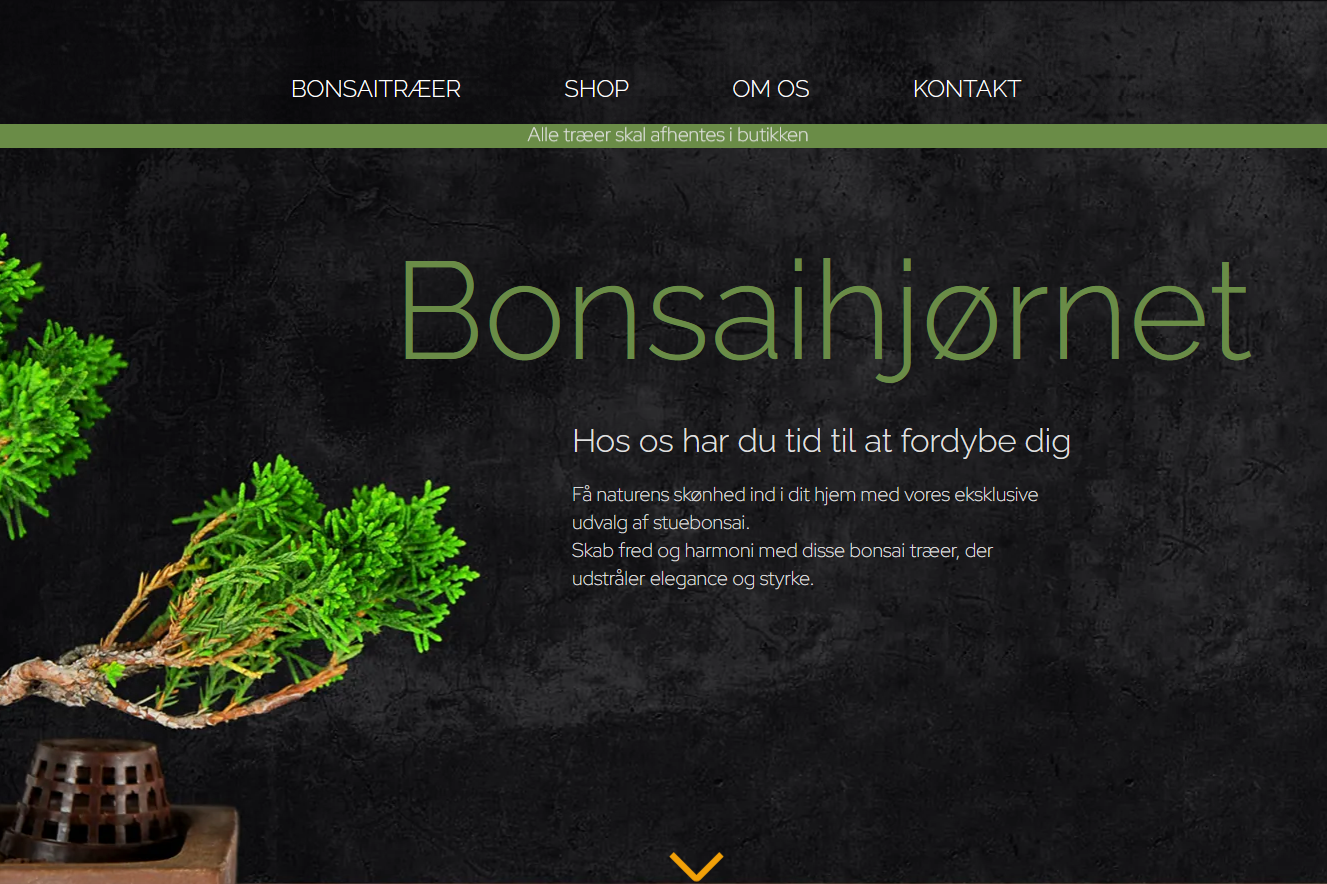 BONSAITRÆER SHOP OM OS KONTAKT
Alle træer skal afhentes i butikken
Bonsaihjørnet
Hos os har du tid til at fordybe dig
Få naturens skønhed ind i dit hjem med vores eksklusive
udvalg af stuebonsai.
Skab fred og harmoni med disse bonsai træer, der
udstråler elegance og styrke.